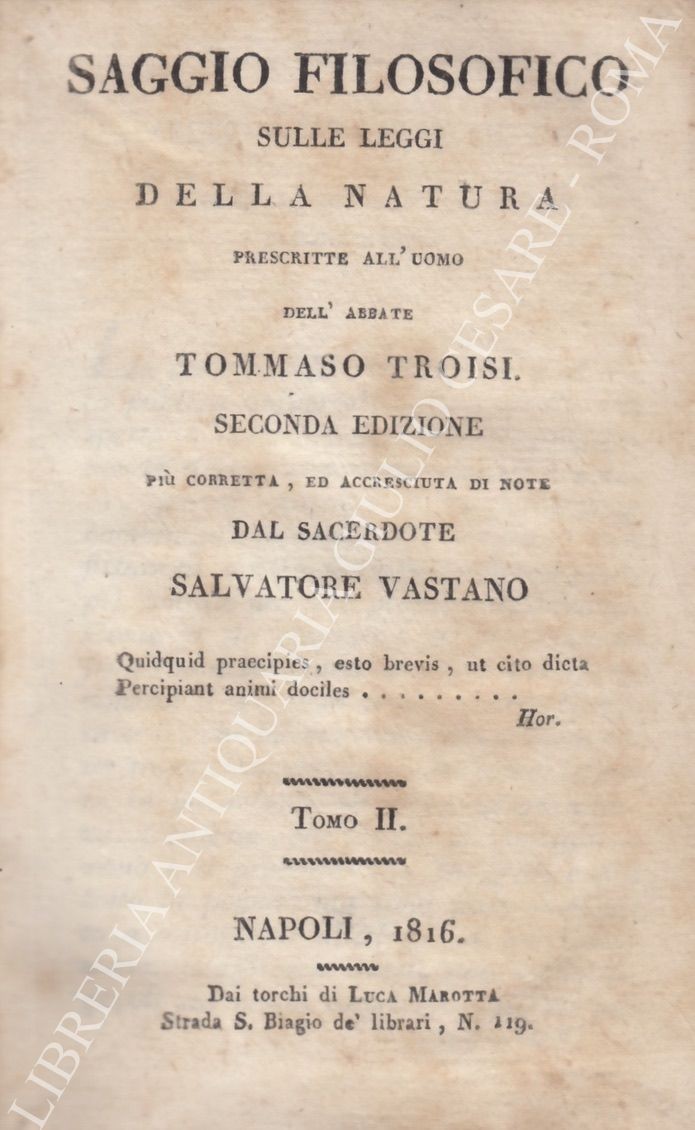 SAGGIO FILOSOFICO
SULLE LEGGI
DELLA NATURA
PRESCRITTE ALL' UOMO
DELL' ABBATE
TOMMASO TROISI.
SECONDA EDIZIONE
PIÙ CORRETTA , ED ACCRESCIUTA DI NOTE
DAL SACERDOTE
SALVATORE VASTANO
Quidquid praecipies , esto brevis , ut cito dicta
Percipiant animi dociles . . . . . . . . .
Hor.
TOMO II.
NAPOLI , 1816.
Dai torchi di LUCA MAROTTA
Strada S. Biagio de' librari , N. 119.
LIBRERIA ANTIQUARIA GIULIO CESARE - ROMA